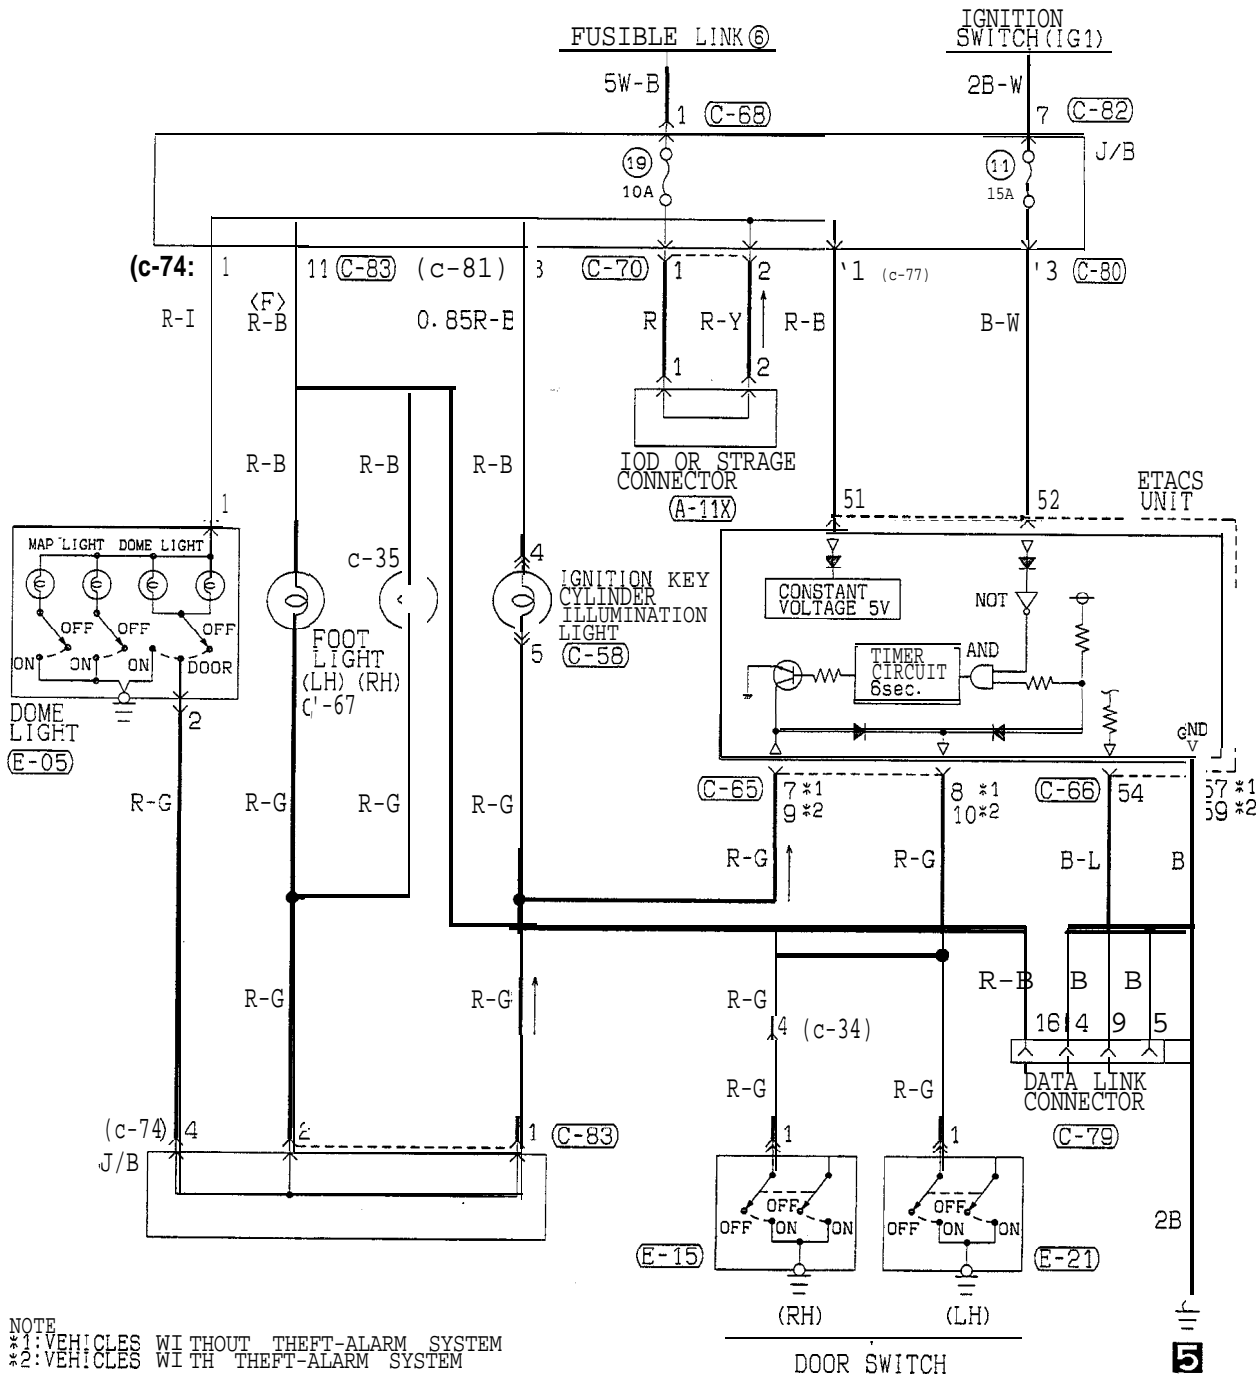 FUSIBLE LINK⑥
IGNITION
SWITCH(IG1)
5W-B
2B-W
1 (C-68)
7 (C-82)
J/B
⑲
10A
⑪
15A
(c-74: 1
11 (C-83)
(c-81)
(C-70) 1 2
'1 (c-77)
'3 (C-80)
R-I
<F>
R-B
0.85R-B
R
R-Y
R-B
B-W
1 2
R-B
R-B
R-B
IOD OR STRAGE
CONNECTOR
(A-11X)
1
51
52
ETACS
UNIT
MAP LIGHT DOME LIGHT
OFF OFF OFF
ON ON ON DOOR
DOME
LIGHT
(E-05)
2
c-35
FOOT
LIGHT
(LH) (RH)
C'-67
4
IGNITION KEY
CYLINDER
ILLUMINATION
LIGHT
5 (C-58)
CONSTANT
VOLTAGE 5V
NOT
AND
TIMER
CIRCUIT
6sec.
GND
(C-65) 7*1
9*2
8 *1
10*2
(C-66) 54
57*1
59*2
R-G
R-G
R-G
R-G
R-G
R-G
B-L
B
R-G
R-G
R-G
R-B
B
B
4 (c-34)
16 4 9 5
R-G
R-G
DATA LINK
CONNECTOR
(C-79)
(c-74) 4
2
1 (C-83)
J/B
1
1
OFF
OFF ON ON
OFF
OFF ON ON
(E-15)
(E-21)
2B
(RH)
(LH)
DOOR SWITCH
5
NOTE
*1:VEHICLES WITHOUT THEFT-ALARM SYSTEM
*2:VEHICLES WITH THEFT-ALARM SYSTEM